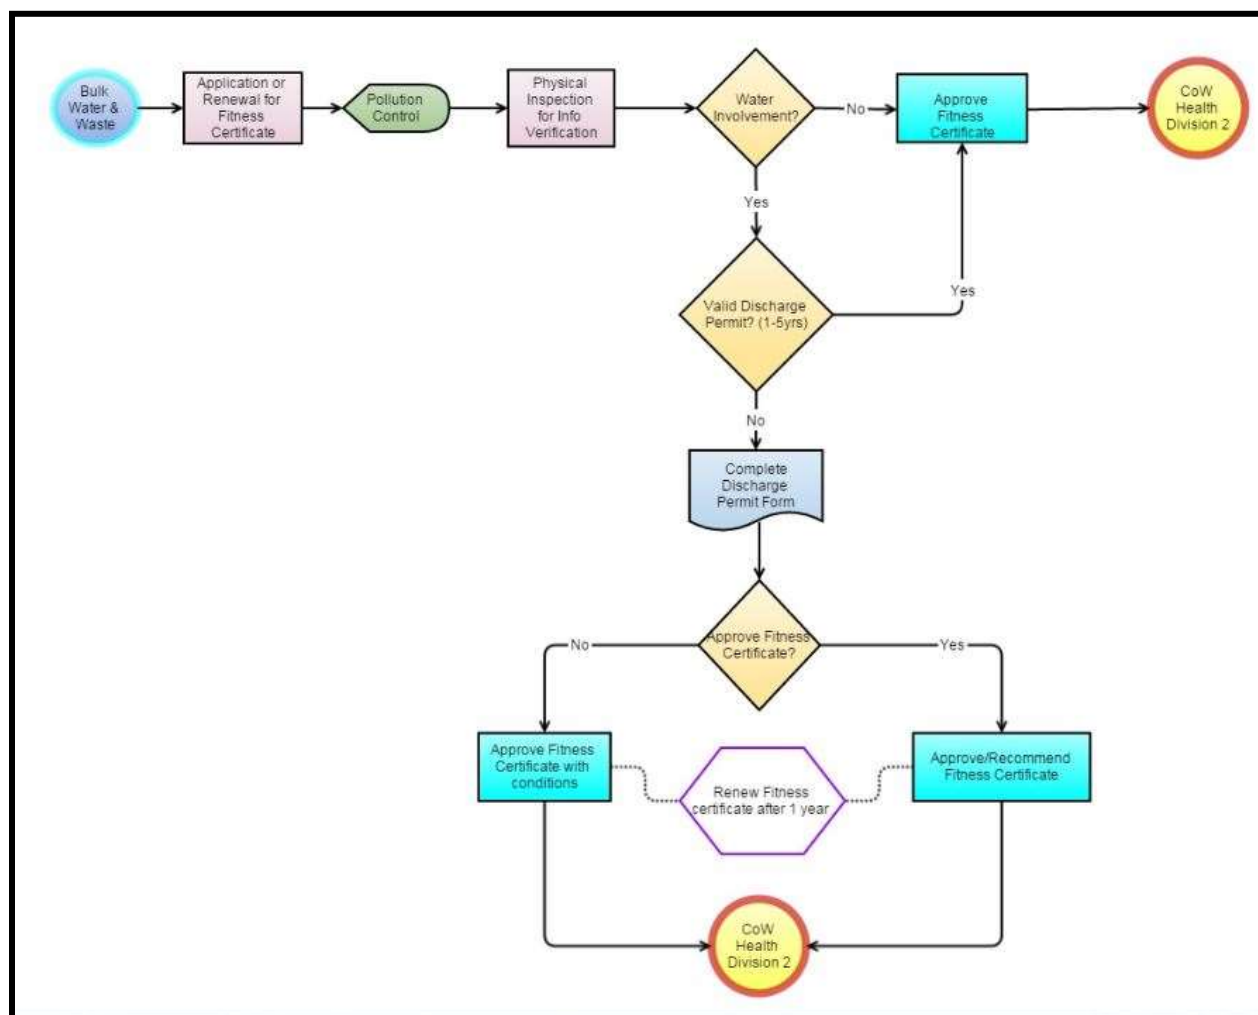 Bulk
Water &
Waste
Application or
Renewal for
Fitness
Certificate
Pollution
Control
Physical
Inspection
for Info
Verification
Water
Involvement?
No
Approve
Fitness
Certificate
CoW
Health
Division 2
Yes
Valid Discharge
Permit? (1-5yrs)
Yes
No
Complete
Discharge
Permit Form
Approve Fitness
Certificate?
No
Yes
Approve Fitness
Certificate with
conditions
Renew Fitness
certificate after 1 year
Approve/Recommend
Fitness Certificate
CoW
Health
Division 2